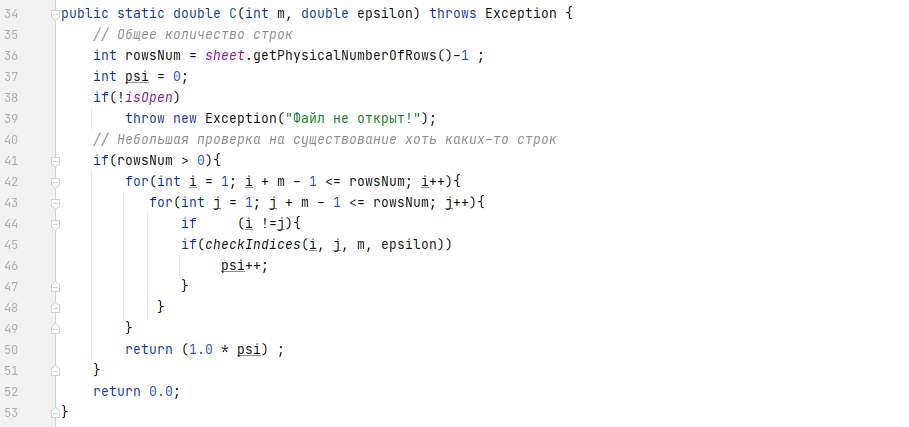 34 public static double C(int m, double epsilon) throws Exception {
35 // Общее количество строк
36 int rowsNum = sheet.getPhysicalNumberOfRows()-1 ;
37 int psi = 0;
38 if(!isOpen)
39 throw new Exception("Файл не открыт!");
40 // Небольшая проверка на существование хоть каких-то строк
41 if(rowsNum > 0){
42 for(int i = 1; i + m - 1 <= rowsNum; i++){
43 for(int j = 1; j + m - 1 <= rowsNum; j++){
44 if     (i !=j){
45 if(checkIndices(i, j, m, epsilon))
46 psi++;
47 }
48 }
49 }
50 return (1.0 * psi) ;
51 }
52 return 0.0;
53 }